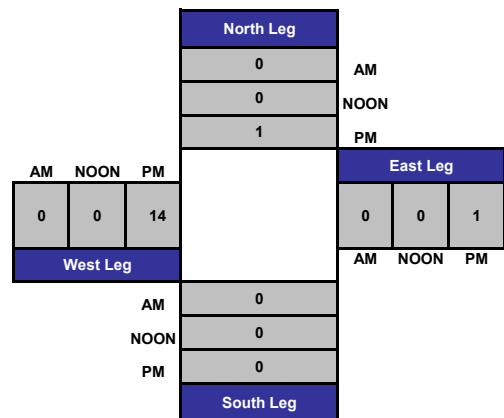 North Leg
0 AM
0 NOON
1 PM
AM NOON PM
East Leg
0 0 14
0 0 1
West Leg
AM NOON PM
AM 0
NOON 0
PM 0
South Leg